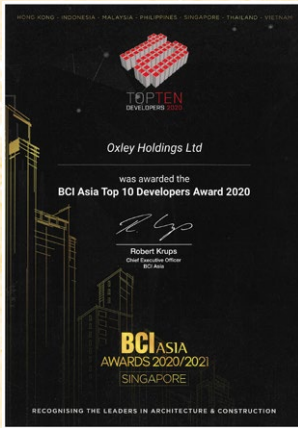 HONG KONG - INDONESIA - MALAYSIA - PHILIPPINES - SINGAPORE - THAILAND - VIETNAM
TOPTEN
DEVELOPERS 2020
Oxley Holdings Ltd
was awarded the
BCI Asia Top 10 Developers Award 2020
Robert Krups
Chief Executive Officer
BCI Asia
BCI ASIA
AWARDS 2020/2021
SINGAPORE
RECOGNISING THE LEADERS IN ARCHITECTURE & CONSTRUCTION